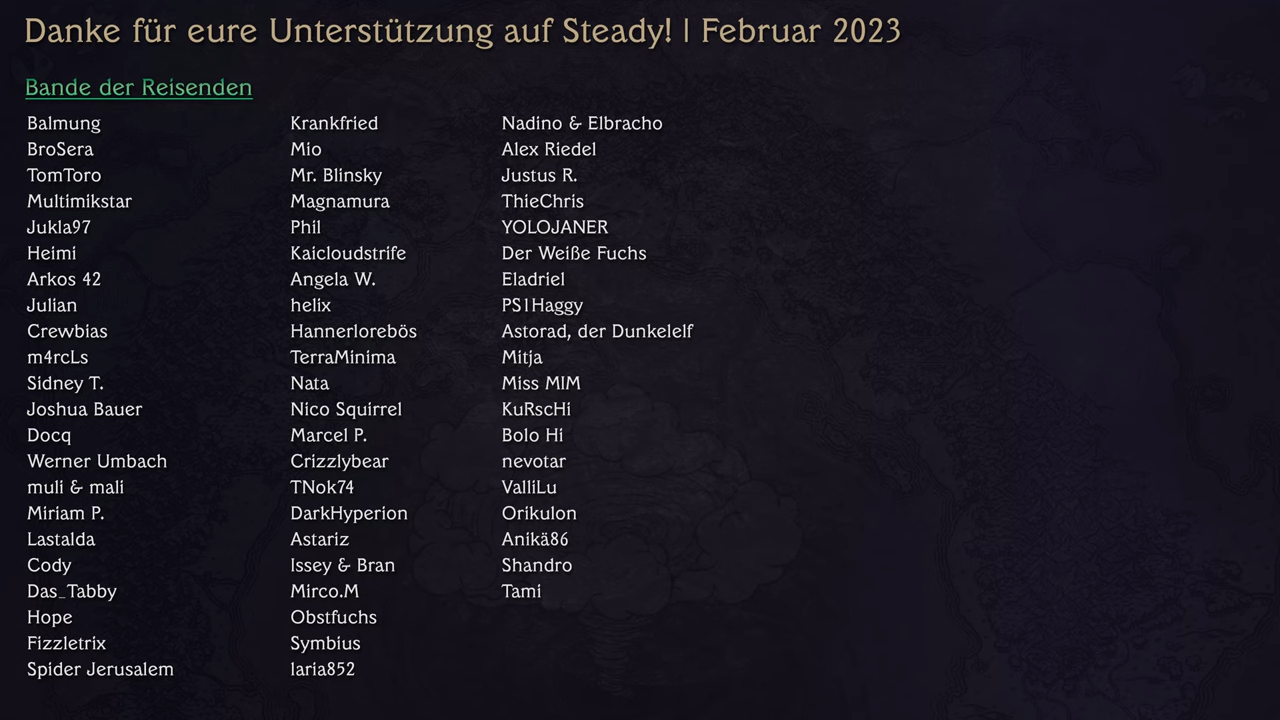 Danke für eure Unterstützung auf Steady! | Februar 2023
Bande der Reisenden
Balmung
BroSera
TomToro
Multimikstar
Jukla97
Heimi
Arkos 42
Julian
Crewbias
m4rcLs
Sidney T.
Joshua Bauer
Docq
Werner Umbach
muli & mali
Miriam P.
Lastalda
Cody
Das_Tabby
Hope
Fizzletrix
Spider Jerusalem
Krankfried
Mio
Mr. Blinsky
Magnamura
Phil
Kaicloudstrife
Angela W.
helix
Hannerlorebös
TerraMinima
Nata
Nico Squirrel
Marcel P.
Crizzlybear
TNok74
DarkHyperion
Astariz
Issey & Bran
Mirco.M
Obstfuchs
Symbius
laria852
Nadino & Elbracho
Alex Riedel
Justus R.
ThieChris
YOLOJANER
Der Weiße Fuchs
Eladriel
PS1Haggy
Astorad, der Dunkelelf
Mitja
Miss MIM
KuRscHi
Bolo Hi
nevotar
ValliLu
Orikulon
Anikä86
Shandro
Tami